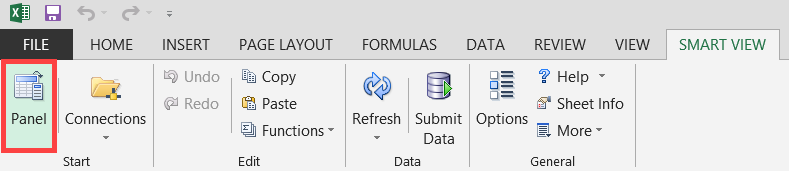 FILE HOME INSERT PAGE LAYOUT FORMULAS DATA REVIEW VIEW SMART VIEW
Panel
Connections
Start
Undo
Redo
Copy
Paste
Functions
Edit
Refresh
Submit
Data
Data
Options
Help
Sheet Info
More
General